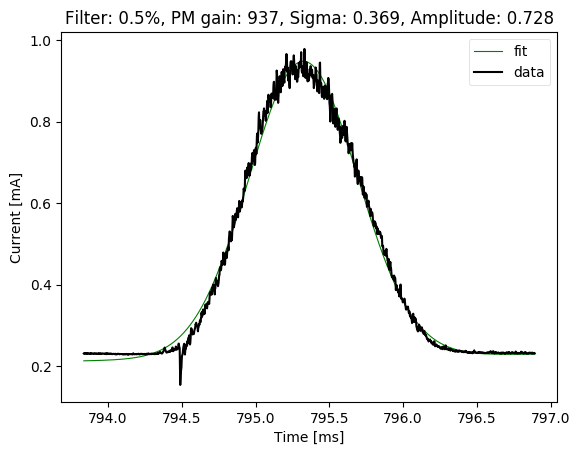 Filter: 0.5%, PM gain: 937, Sigma: 0.369, Amplitude: 0.728
fit
data
1.0
0.8
0.6
0.4
0.2
Current [mA]
794.0 794.5 795.0 795.5 796.0 796.5 797.0
Time [ms]